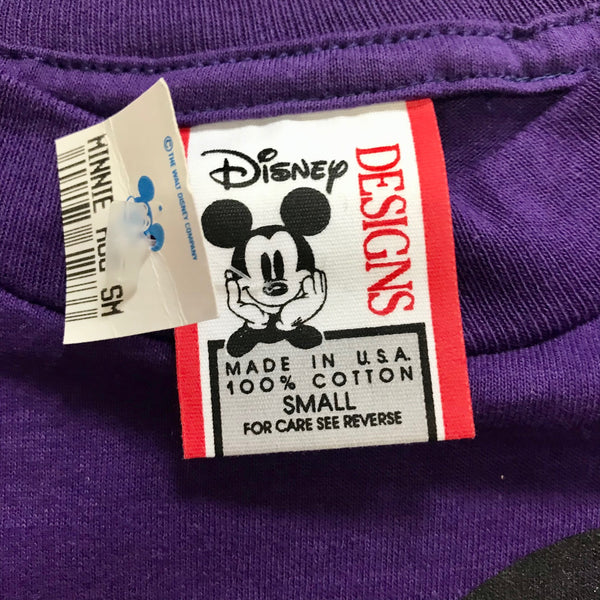 MINNIE SM
© THE WALT DISNEY COMPANY
Disney
DESIGNS
MADE IN U.S.A.
100% COTTON
SMALL
FOR CARE SEE REVERSE